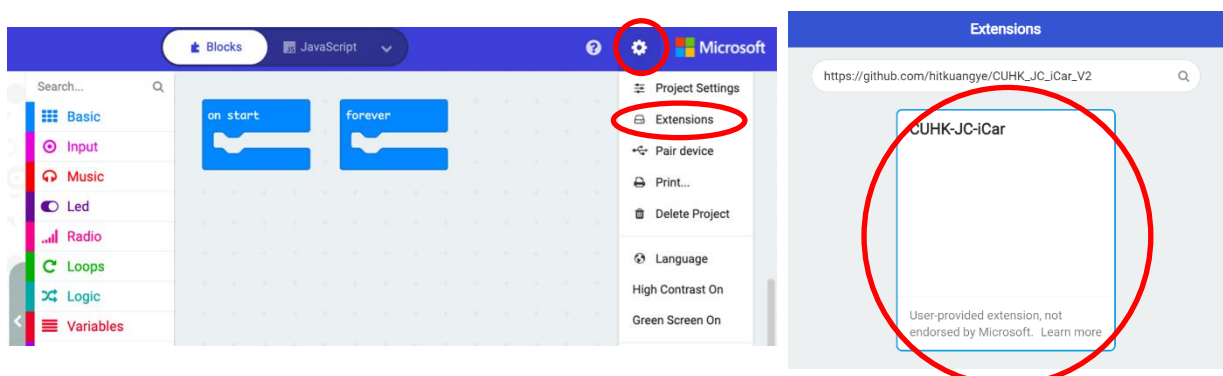 Blocks
JavaScript
?
Microsoft
Search...
Basic
Input
Music
Led
Radio
Loops
Logic
Variables
on start
forever
Project Settings
Extensions
Pair device
Print...
Delete Project
Language
High Contrast On
Green Screen On
Extensions
https://github.com/hitkuangye/CUHK_JC_iCar_V2
CUHK-JC-iCar
User-provided extension, not
endorsed by Microsoft. Learn more